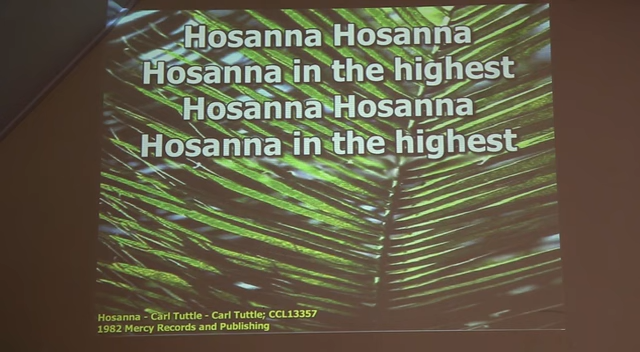 Hosanna Hosanna
Hosanna in the highest
Hosanna Hosanna
Hosanna in the highest
Hosanna - Carl Tuttle - Carl Tuttle; CCL13357
1982 Mercy Records and Publishing